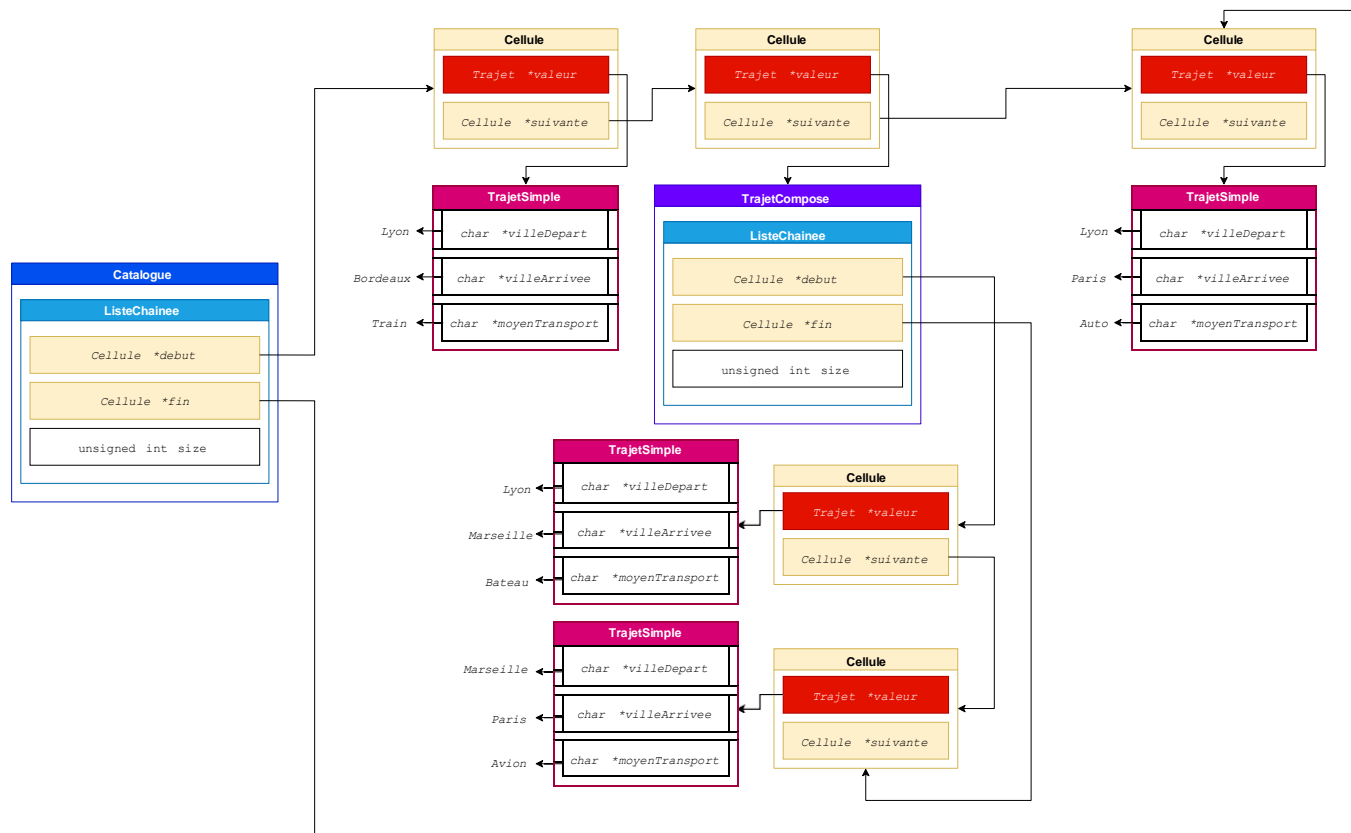 Cellule
Trajet *valeur
Cellule *suivante
Cellule
Trajet *valeur
Cellule *suivante
Cellule
Trajet *valeur
Cellule *suivante
Catalogue
ListeChainee
Cellule *debut
Cellule *fin
unsigned int size
TrajetSimple
Lyon
char *villeDepart
Bordeaux
char *villeArrivee
Train
char *moyenTransport
TrajetCompose
ListeChainee
Cellule *debut
Cellule *fin
unsigned int size
TrajetSimple
Lyon
char *villeDepart
Paris
char *villeArrivee
Auto
char *moyenTransport
TrajetSimple
Lyon
char *villeDepart
Marseille
char *villeArrivee
Bateau
char *moyenTransport
Cellule
Trajet *valeur
Cellule *suivante
TrajetSimple
Marseille
char *villeDepart
Paris
char *villeArrivee
Avion
char *moyenTransport
Cellule
Trajet *valeur
Cellule *suivante